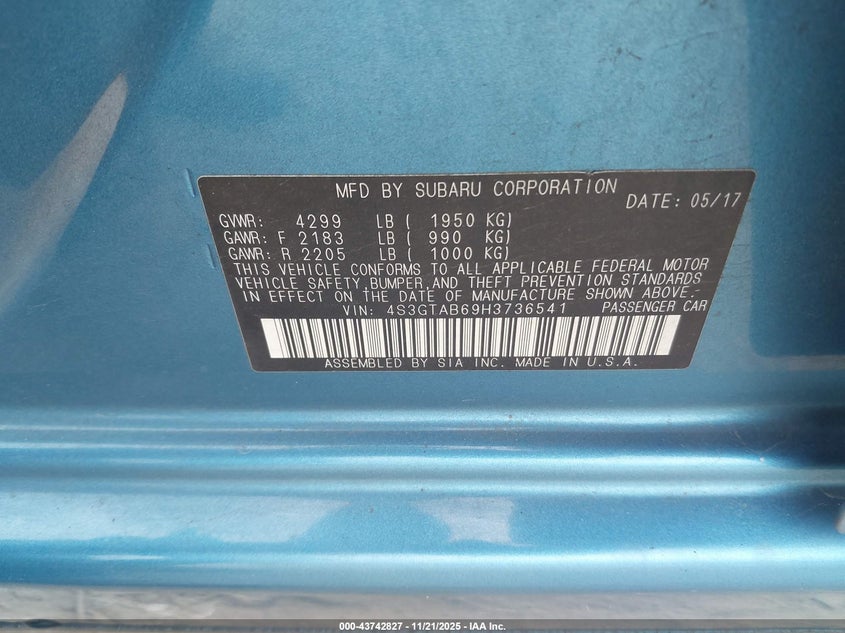 MFD BY SUBARU CORPORATION
DATE: 05/17
GVWR: 4299 LB ( 1950 KG)
GAWR: F 2183 LB ( 990 KG)
GAWR: R 2205 LB ( 1000 KG)
THIS VEHICLE CONFORMS TO ALL APPLICABLE FEDERAL MOTOR
VEHICLE SAFETY, BUMPER, AND THEFT PREVENTION STANDARDS
IN EFFECT ON THE DATE OF MANUFACTURE SHOWN ABOVE.
VIN: 4S3GTAB69H3736541 PASSENGER CAR
ASSEMBLED BY SIA INC. MADE IN U.S.A.
000-43742827 - 11/21/2025 - IAA Inc.